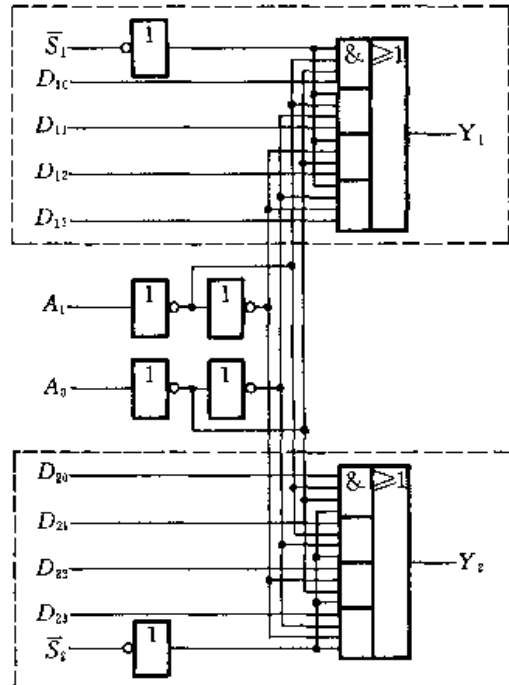 S̅₁ 1 & ≥1
D₁₀
D₁₁ Y₁
D₁₂
D₁₃
A₁ 1 1
A₀ 1 1
D₂₀ & ≥1
D₂₁
D₂₂ Y₂
D₂₃
S̅₂ 1